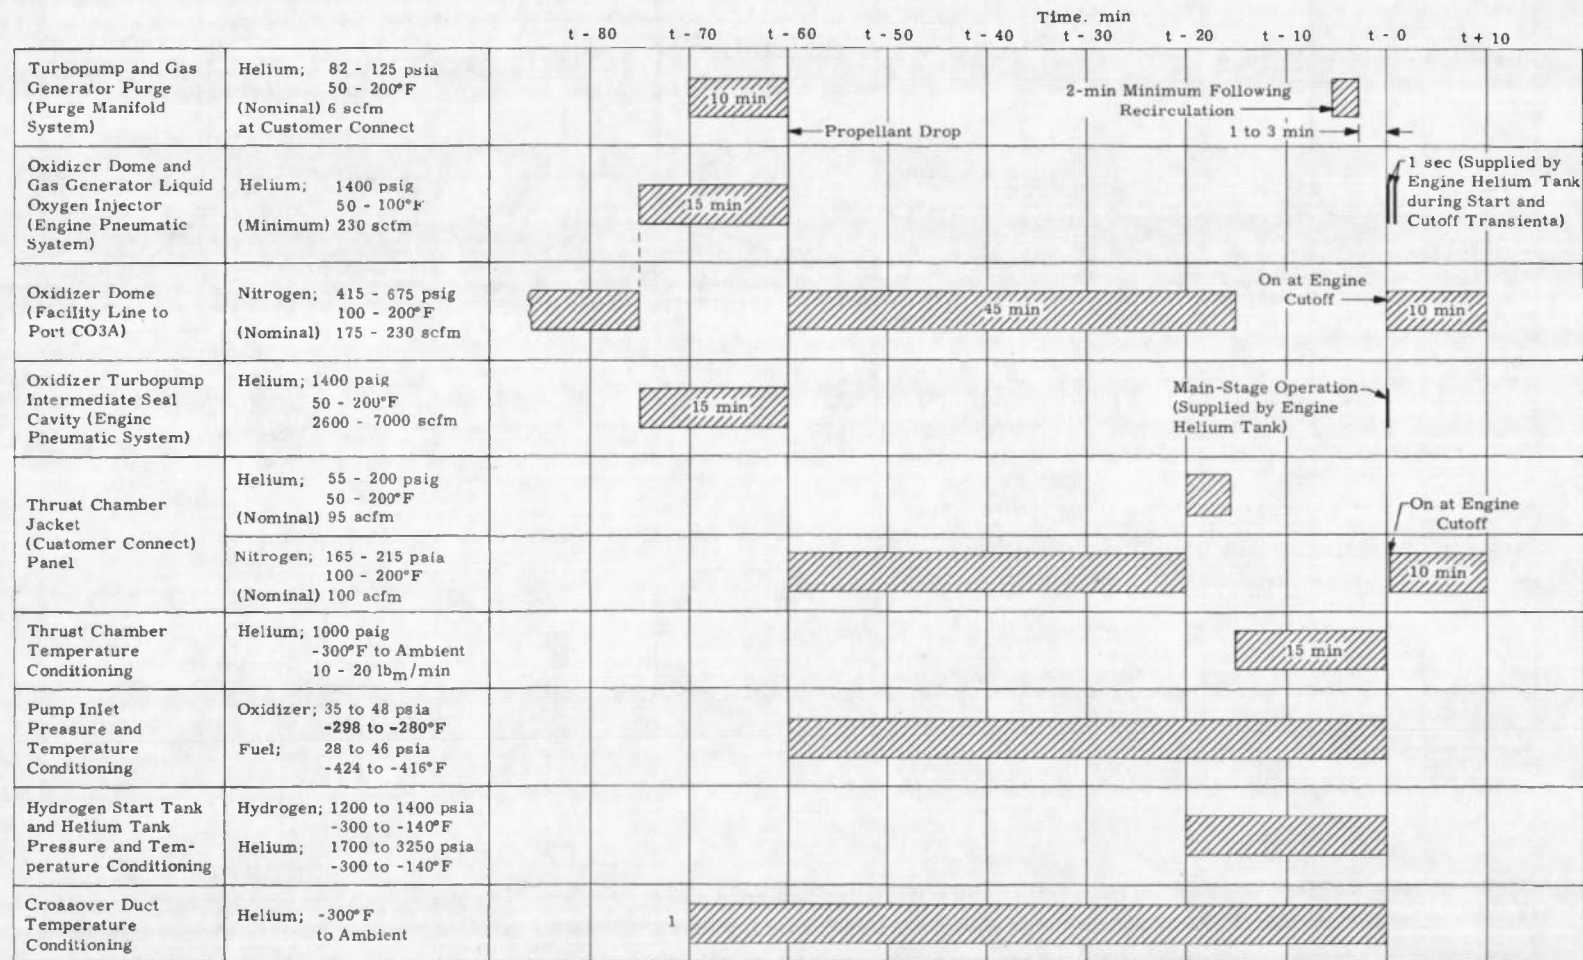 Time. min
t - 80 t - 70 t - 60 t - 50 t - 40 t - 30 t - 20 t - 10 t - 0 t + 10
Turbopump and Gas
Generator Purge
(Purge Manifold
System)
Helium; 82 - 125 psia
50 - 200°F
(Nominal) 6 scfm
at Customer Connect
10 min
Propellant Drop
2-min Minimum Following
Recirculation
1 to 3 min
Oxidizer Dome and
Gas Generator Liquid
Oxygen Injector
(Engine Pneumatic
Syatem)
Helium; 1400 psig
50 - 100°F
(Minimum) 230 scfm
15 min
1 sec (Supplied by
Engine Helium Tank
during Start and
Cutoff Transienta)
Oxidizer Dome
(Facility Line to
Port CO3A)
Nitrogen; 415 - 675 psig
100 - 200°F
(Nominal) 175 - 230 scfm
45 min
On at Engine
Cutoff
10 min
Oxidizer Turbopump
Intermediate Seal
Cavity (Engine
Pneumatic System)
Helium; 1400 paig
50 - 200°F
2600 - 7000 scfm
15 min
Main-Stage Operation
(Supplied by Engine
Helium Tank)
Thruat Chamber
Jacket
(Cuatomer Connect)
Panel
Helium; 55 - 200 psig
50 - 200°F
(Nominal) 95 acfm
Nitrogen; 165 - 215 paia
100 - 200°F
(Nominal) 100 acfm
On at Engine
Cutoff
10 min
Thrust Chamber
Temperature
Conditioning
Helium; 1000 paig
-300°F to Ambient
10 - 20 lbm/min
15 min
Pump Inlet
Preaure and
Temperature
Conditioning
Oxidizer; 35 to 48 psia
-298 to -280°F
Fuel; 28 to 46 psia
-424 to -416°F
Hydrogen Start Tank
and Helium Tank
Pressure and Tem-
perature Conditioning
Hydrogen; 1200 to 1400 psia
-300 to -140°F
Helium; 1700 to 3250 psia
-300 to -140°F
Croaaover Duct
Temperature
Conditioning
Helium; -300°F
to Ambient
1